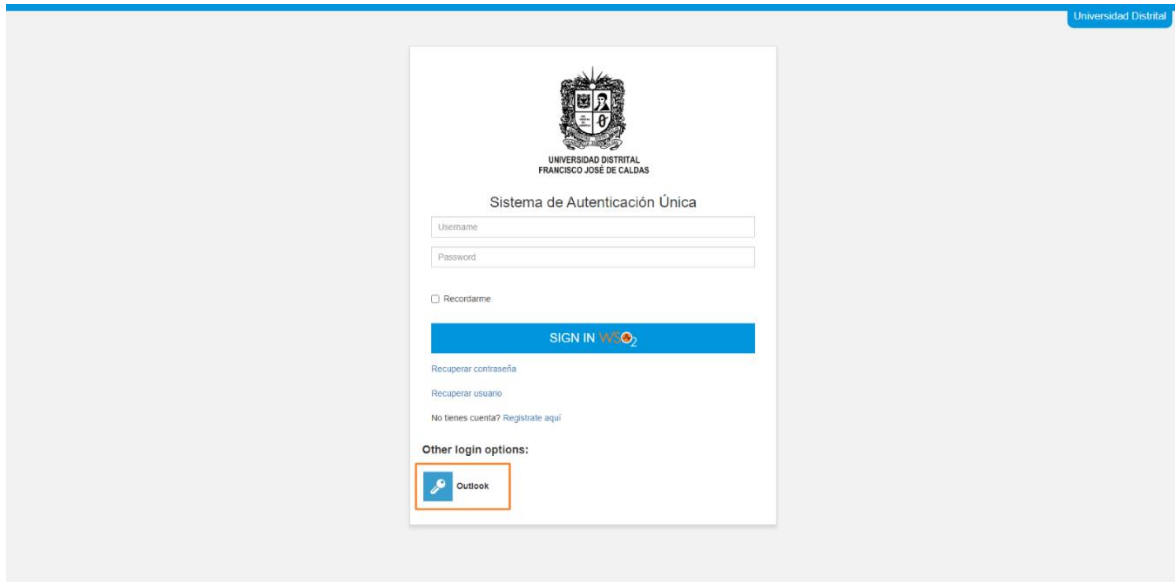 Universidad Distrital
UNIVERSIDAD DISTRITAL
FRANCISCO JOSÉ DE CALDAS
Sistema de Autenticación Única
Username
Password
Recordarme
SIGN IN WSO2
Recuperar contraseña
Recuperar usuario
No tienes cuenta? Registrate aquí
Other login options:
Outlook